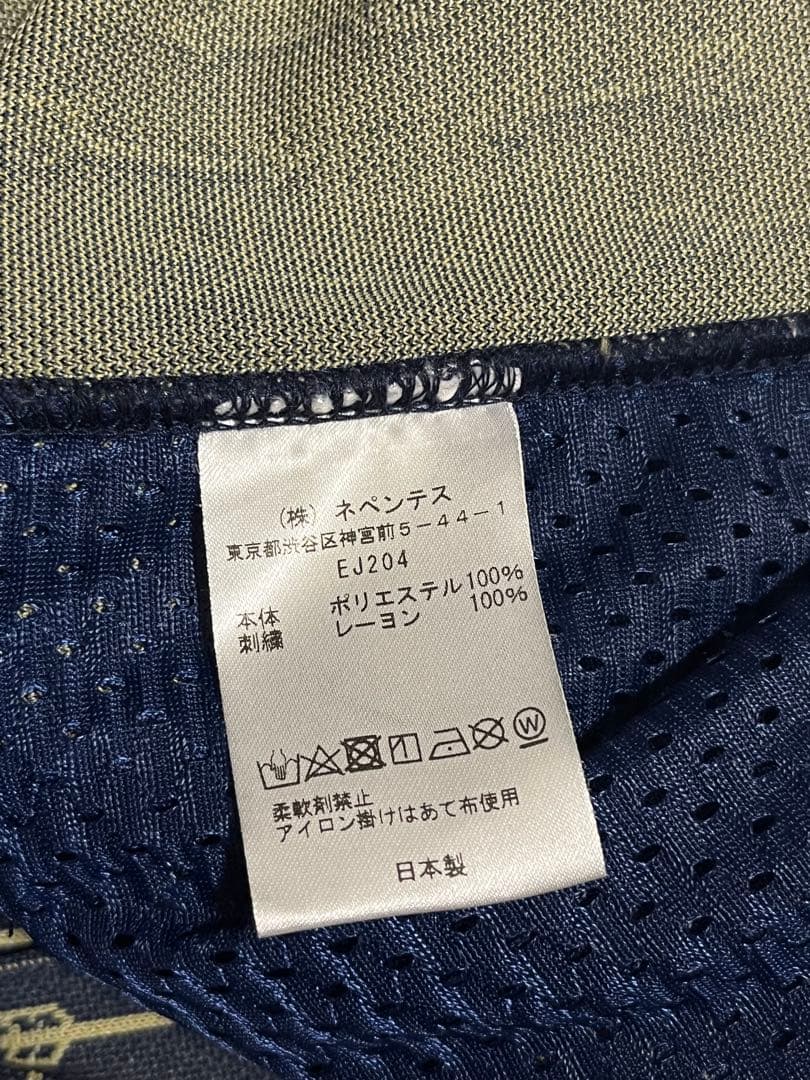 (株) ネペンテス
東京都渋谷区神宮前5-44-1
EJ204
本体 ポリエステル100%
刺繍 レーヨン 100%
W
柔軟剤禁止
アイロン掛けはあて布使用
日本製